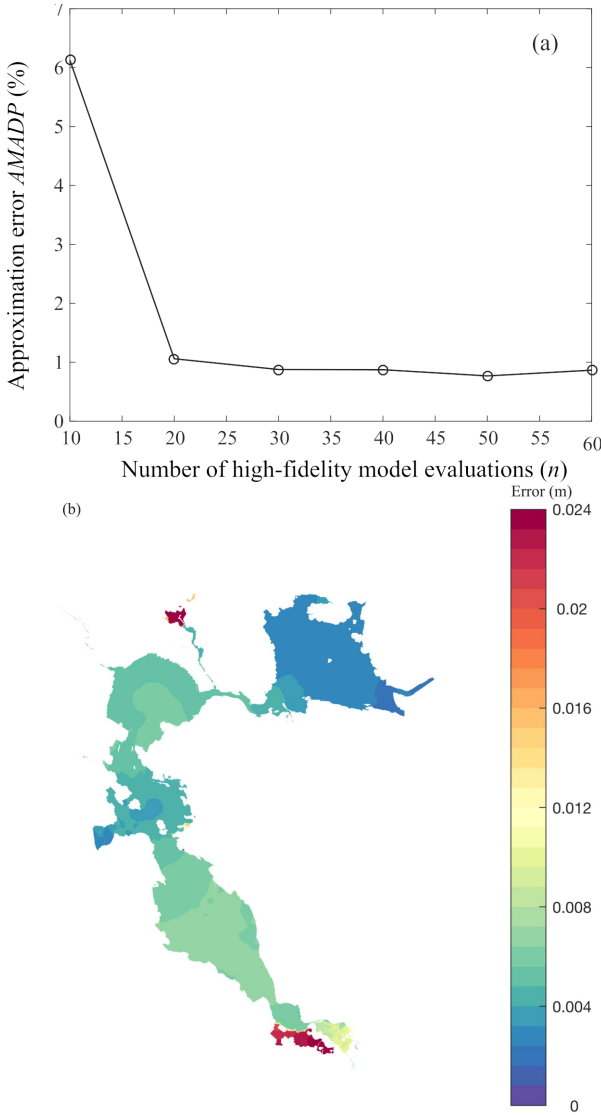 (a)
Approximation error AMADP (%)
7
6
5
4
3
2
1
0
10 15 20 25 30 35 40 45 50 55 60
Number of high-fidelity model evaluations (n)
(b)
Error (m)
0.024
0.02
0.016
0.012
0.008
0.004
0